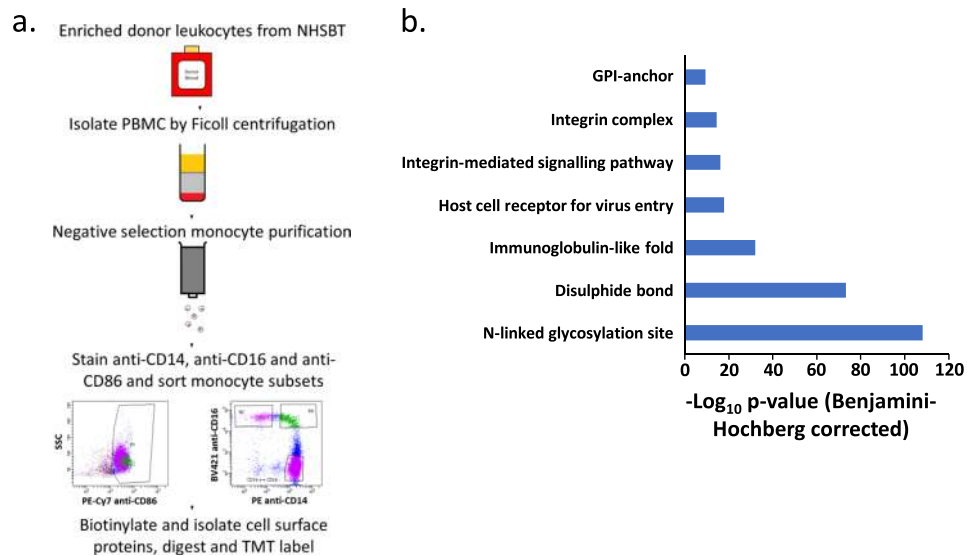 a.
Enriched donor leukocytes from NHSBT
Donor
Blood
Isolate PBMC by Ficoll centrifugation
Negative selection monocyte purification
Stain anti-CD14, anti-CD16 and anti-
CD86 and sort monocyte subsets
SSC
PE-Cy7 anti-CD86
BV421 anti-CD16
PE anti-CD14
Biotinylate and isolate cell surface
proteins, digest and TMT label
b.
GPI-anchor
Integrin complex
Integrin-mediated signalling pathway
Host cell receptor for virus entry
Immunoglobulin-like fold
Disulphide bond
N-linked glycosylation site
0 20 40 60 80 100 120
-Log10 p-value (Benjamini-
Hochberg corrected)